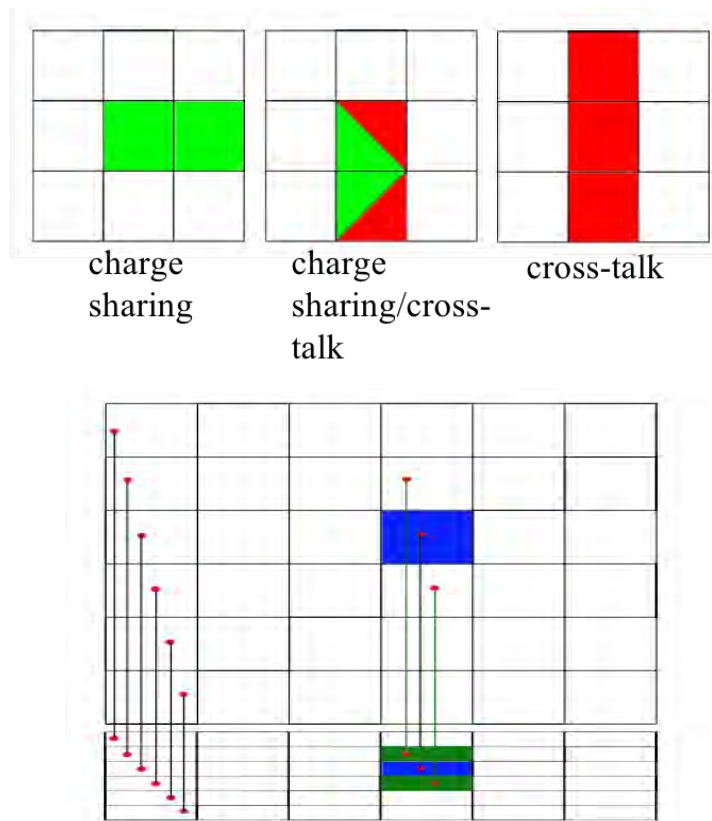 charge
sharing
charge
sharing/cross-
talk
cross-talk